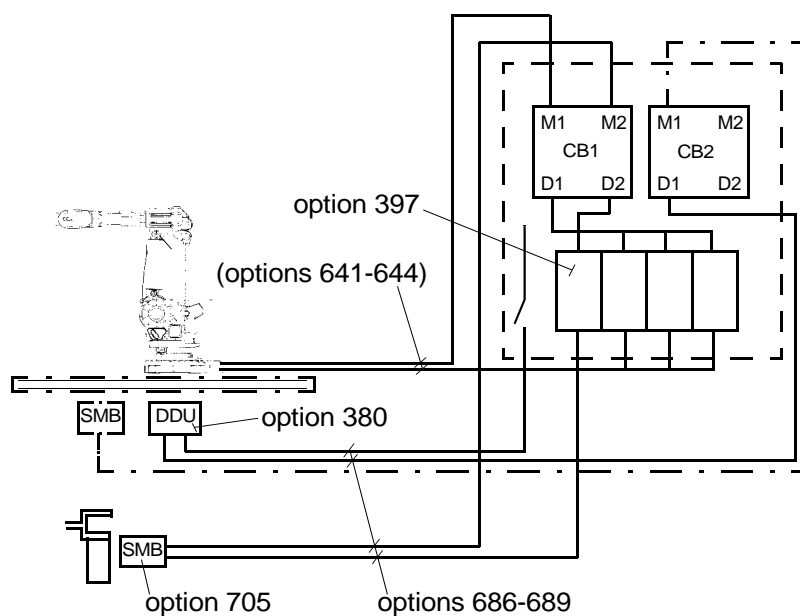 M1 M2 M1 M2
CB1 CB2
D1 D2 D1 D2
option 397
(options 641-644)
SMB DDU option 380
SMB
option 705 options 686-689